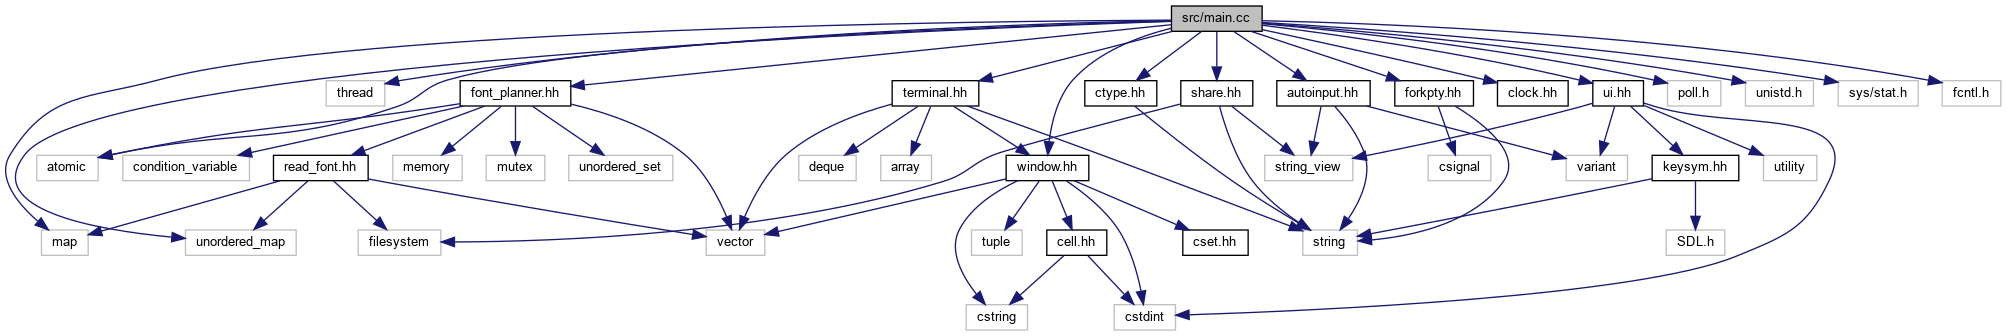 src/main.cc
thread
font_planner.hh
terminal.hh
ctype.hh
share.hh
autoinput.hh
forkpty.hh
clock.hh
ui.hh
poll.h
unistd.h
sys/stat.h
fcntl.h
atomic
condition_variable
read_font.hh
memory
mutex
unordered_set
deque
array
window.hh
string_view
csignal
variant
keysym.hh
utility
map
unordered_map
filesystem
vector
tuple
cell.hh
cset.hh
string
SDL.h
cstring
cstdint